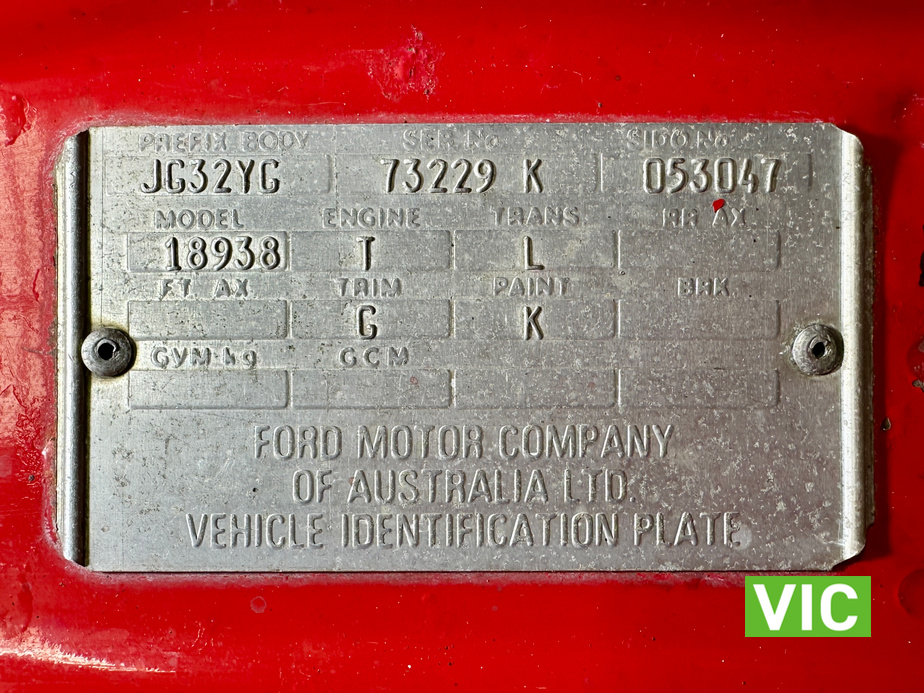 PREFIX BODY SER No SIDO No
JG32YG 73229 K 053047
MODEL ENGINE TRANS RR AX
18938 T L
FT AX TRIM PAINT BRK
G K
GVM-kg GCM
FORD MOTOR COMPANY
OF AUSTRALIA LTD.
VEHICLE IDENTIFICATION PLATE
VIC